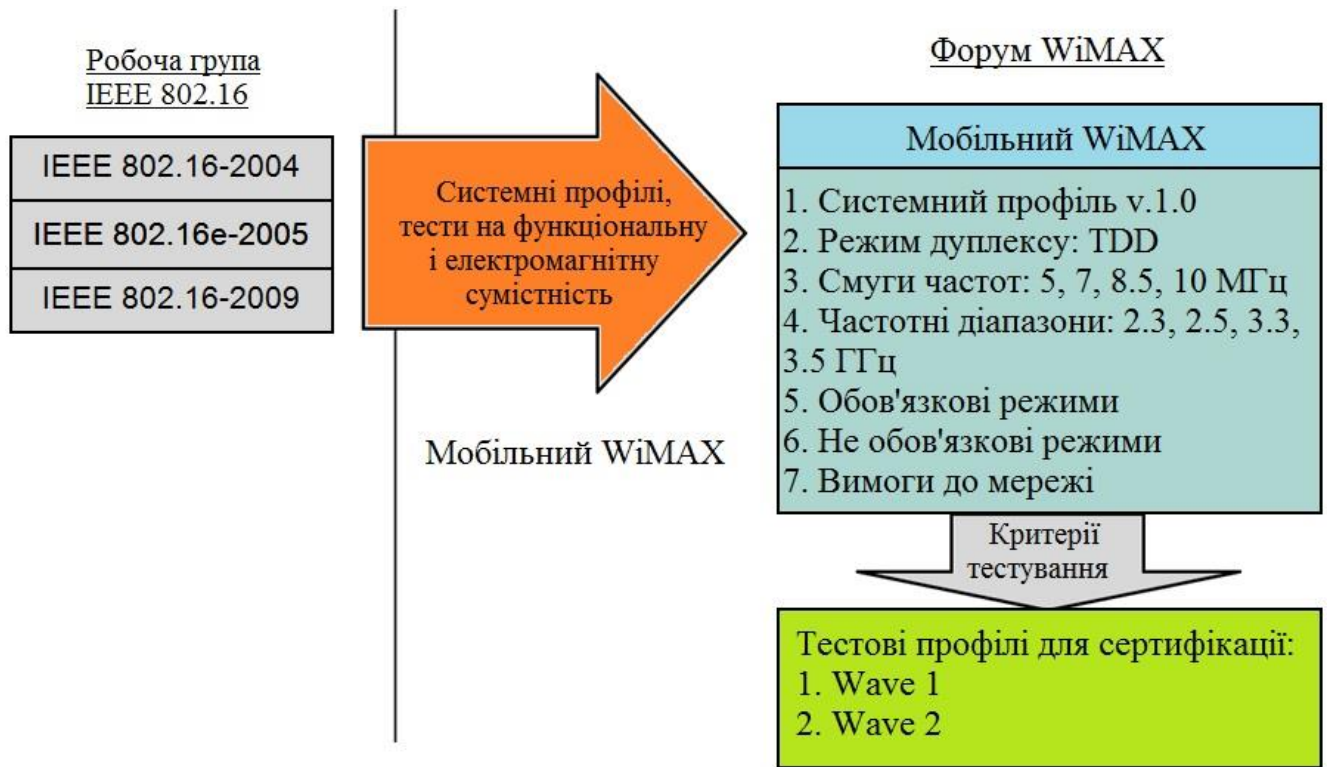 Робоча група
IEEE 802.16
IEEE 802.16-2004
IEEE 802.16e-2005
IEEE 802.16-2009
Системні профілі,
тести на функціональну
і електромагнітну
сумістність
Мобільний WiMAX
Форум WiMAX
Мобільний WiMAX
1. Системний профіль v.1.0
2. Режим дуплексу: TDD
3. Смуги частот: 5, 7, 8.5, 10 МГц
4. Частотні діапазони: 2.3, 2.5, 3.3,
3.5 ГГц
5. Обов'язкові режими
6. Не обов'язкові режими
7. Вимоги до мережі
Критерії
тестування
Тестові профілі для сертифікації:
1. Wave 1
2. Wave 2